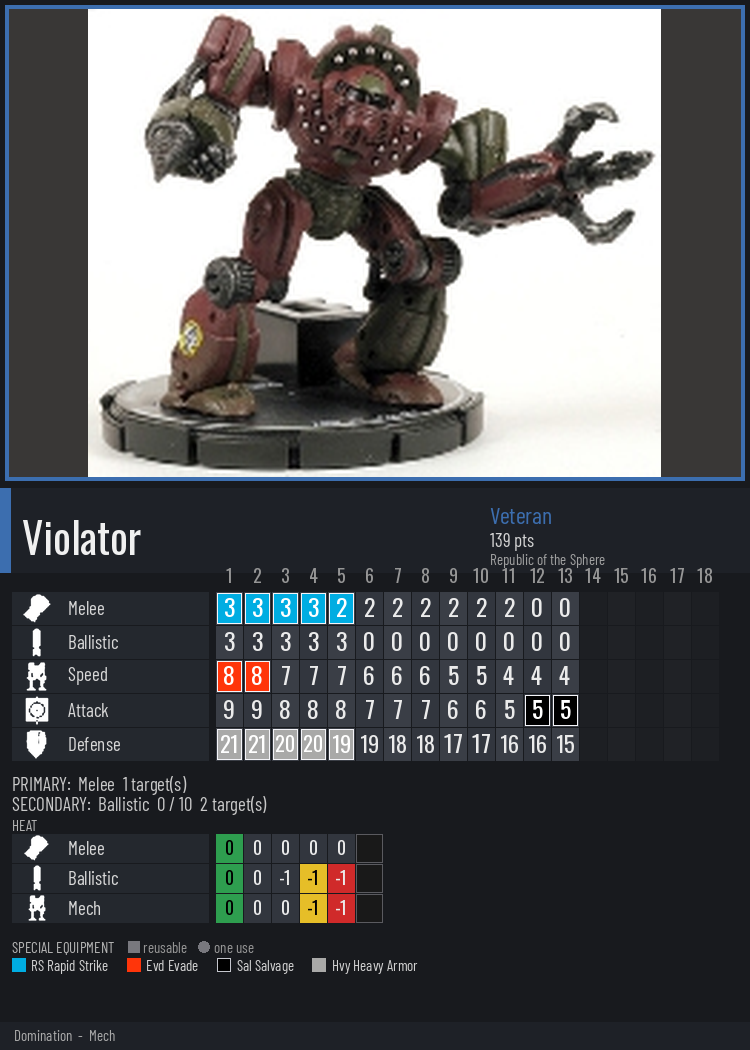 Violator
Veteran
139 pts
Republic of the Sphere
1 2 3 4 5 6 7 8 9 10 11 12 13 14 15 16 17 18
Melee 3 3 3 3 2 2 2 2 2 2 2 0 0
Ballistic 3 3 3 3 3 0 0 0 0 0 0 0 0
Speed 8 8 7 7 7 6 6 6 5 5 4 4 4
Attack 9 9 8 8 8 7 7 7 6 6 5 5 5
Defense 21 21 20 20 19 19 18 18 17 17 16 16 15
PRIMARY: Melee 1 target(s)
SECONDARY: Ballistic 0 / 10 2 target(s)
HEAT
Melee 0 0 0 0 0
Ballistic 0 0 -1 -1 -1
Mech 0 0 0 -1 -1
SPECIAL EQUIPMENT reusable one use
RS Rapid Strike Evd Evade Sal Salvage Hvy Heavy Armor
Domination - Mech